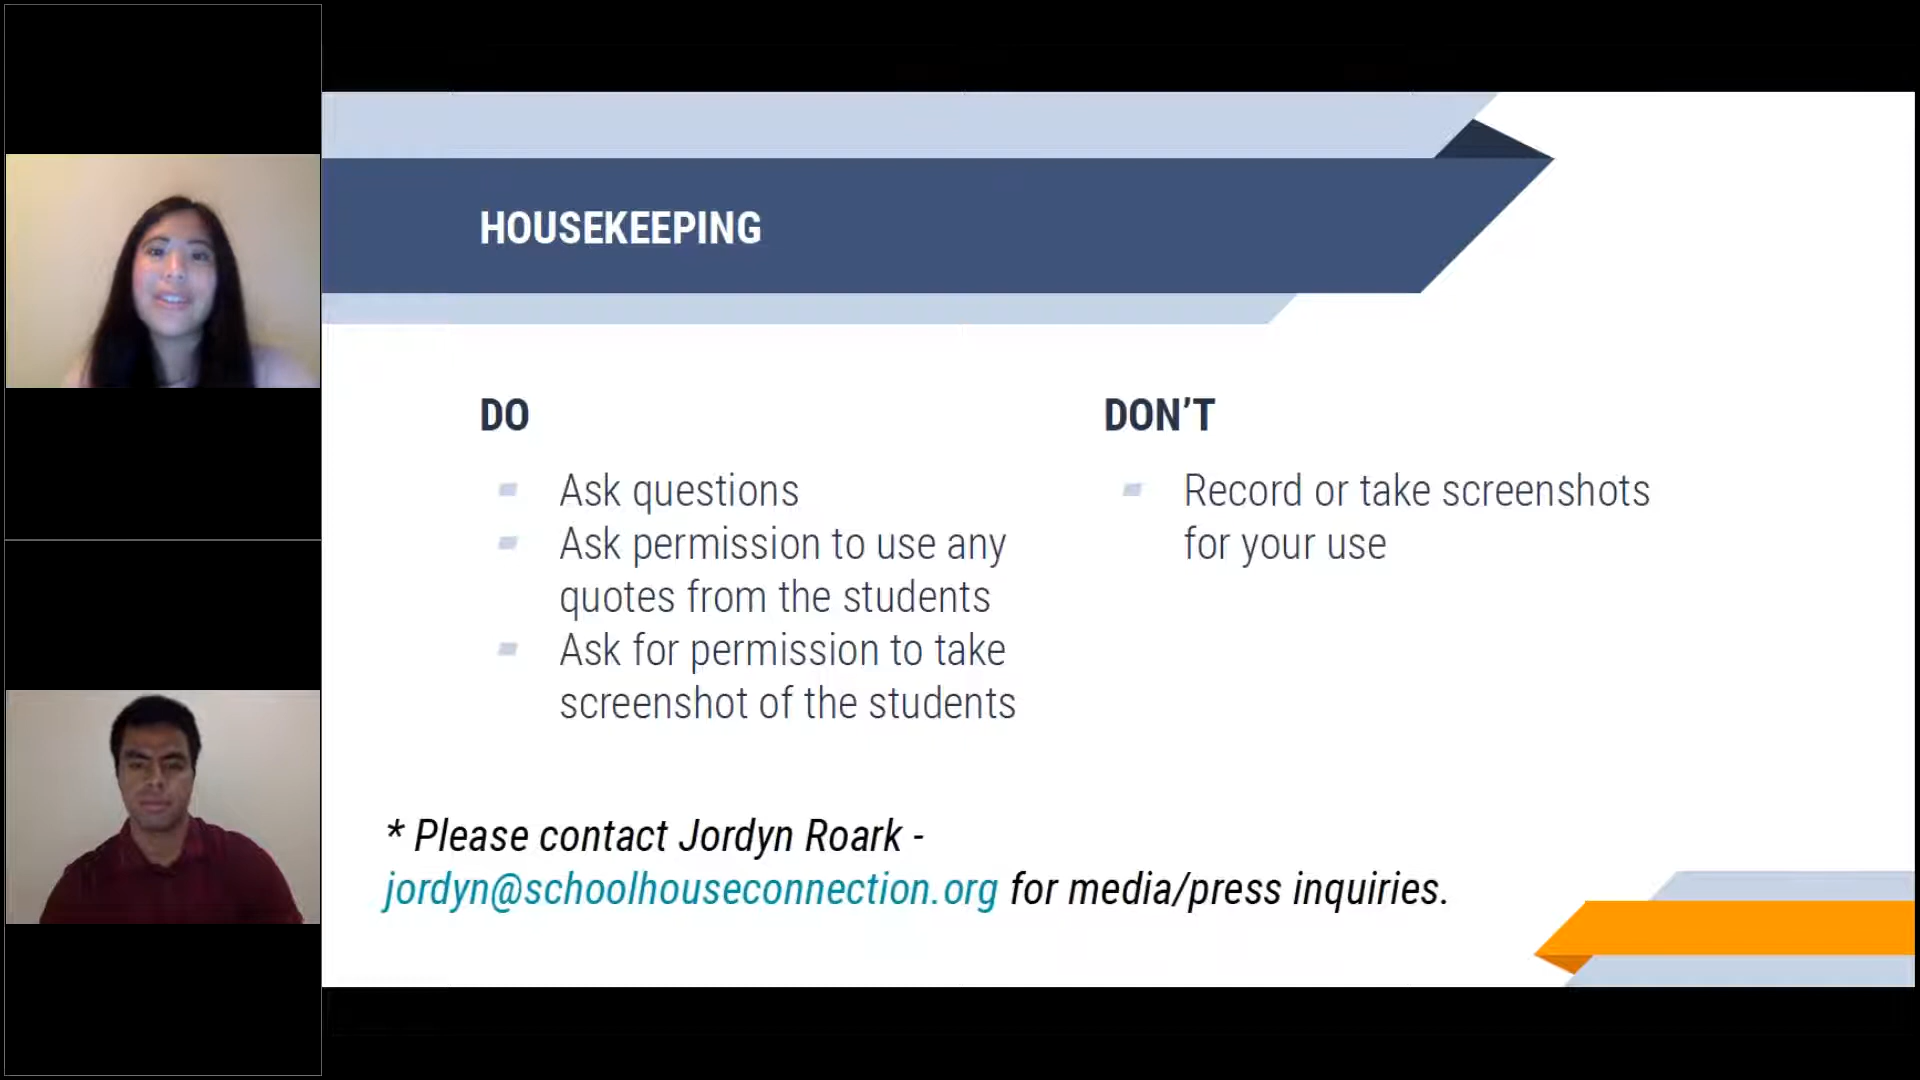 HOUSEKEEPING
DO
Ask questions
Ask permission to use any
quotes from the students
Ask for permission to take
screenshot of the students
DON’T
Record or take screenshots
for your use
* Please contact Jordyn Roark -
jordyn@schoolhouseconnection.org for media/press inquiries.